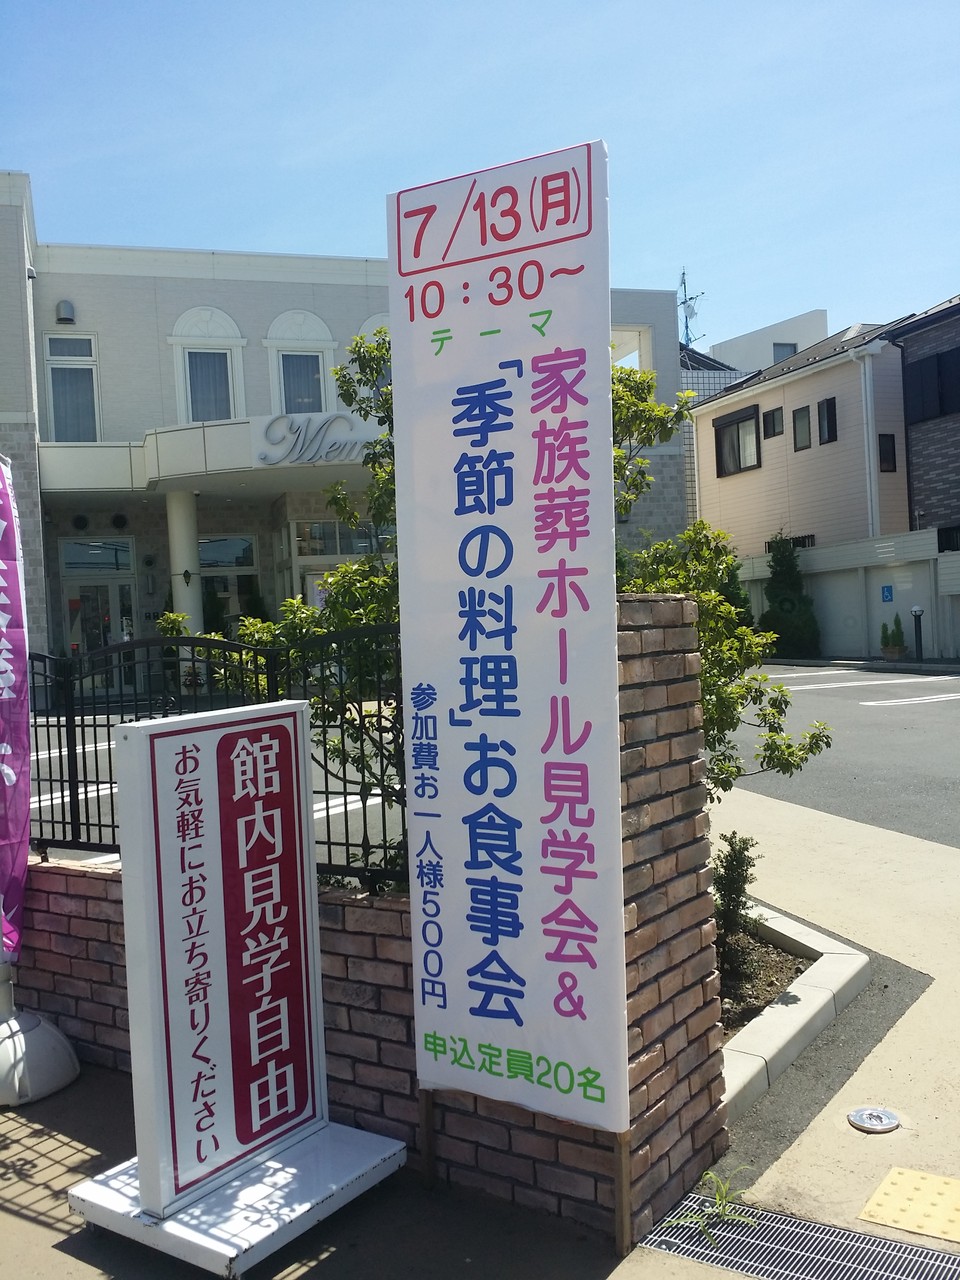 7/13(月)
10:30～
テーマ
家族葬ホール見学会&
「季節の料理」お食事会
参加費お一人様500円
申込定員20名
館内見学自由
お気軽にお立ち寄りください